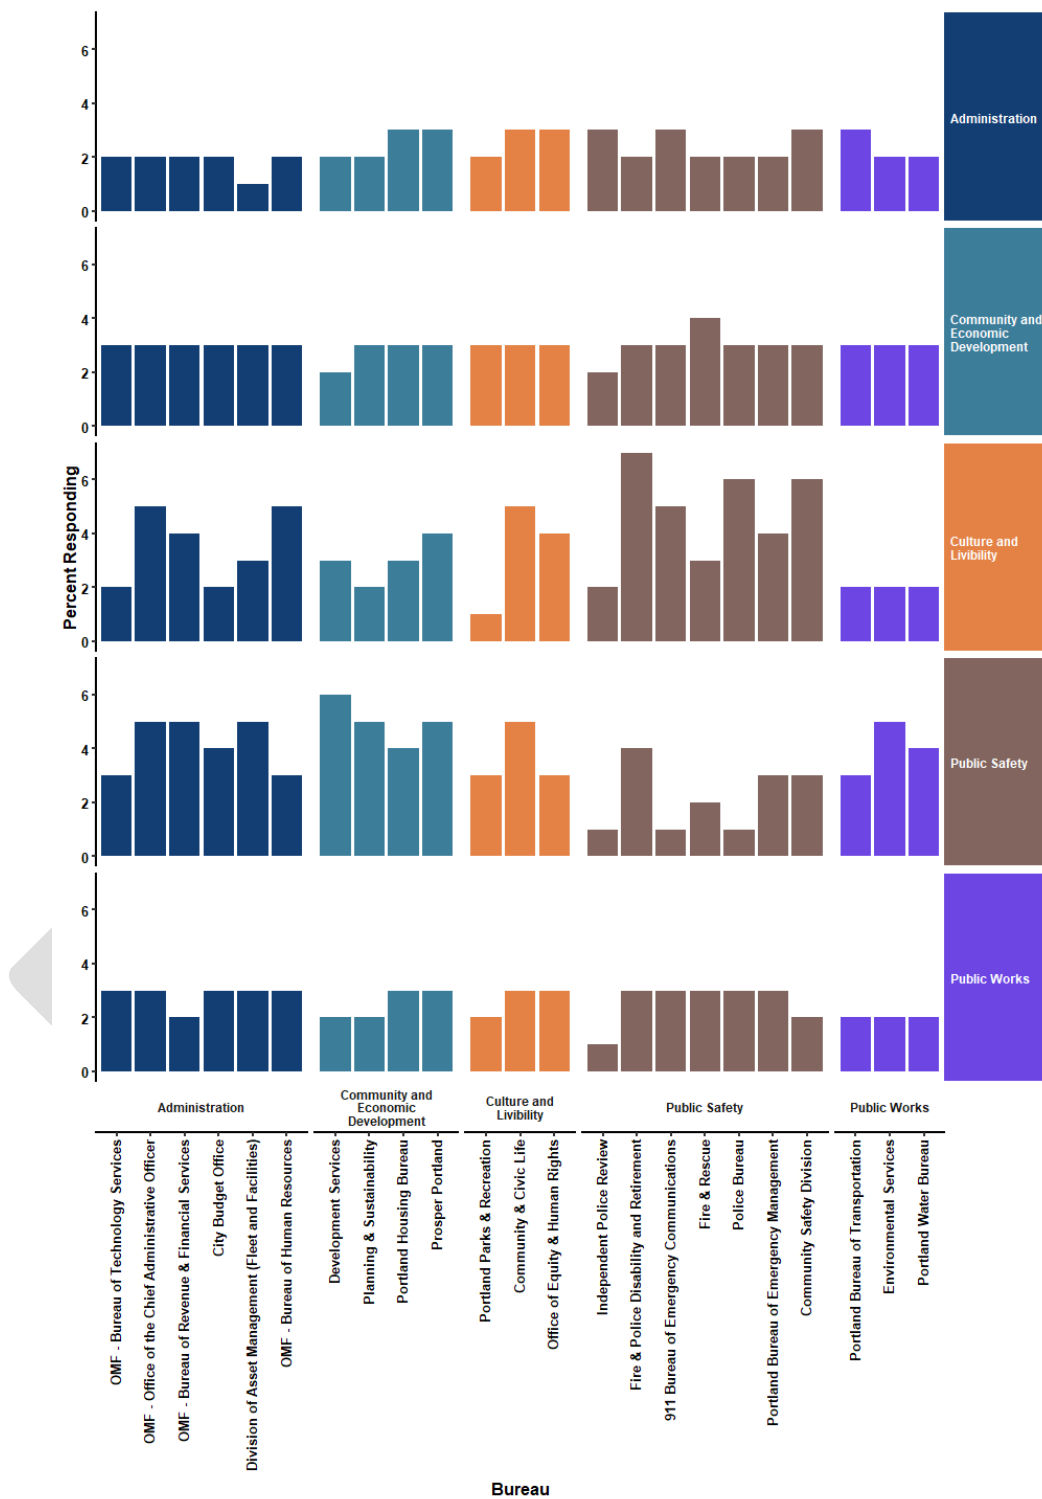 6
4
2
0
Administration
6
4
2
0
Community and
Economic
Development
6
4
2
0
Culture and
Livibility
Percent Responding
6
4
2
0
Public Safety
6
4
2
0
Public Works
Administration
Community and
Economic
Development
Culture and
Livibility
Public Safety
Public Works
OMF - Bureau of Technology Services
OMF - Office of the Chief Administrative Officer
OMF - Bureau of Revenue & Financial Services
City Budget Office
Division of Asset Management (Fleet and Facilities)
OMF - Bureau of Human Resources
Development Services
Planning & Sustainability
Portland Housing Bureau
Prosper Portland
Portland Parks & Recreation
Community & Civic Life
Office of Equity & Human Rights
Independent Police Review
Fire & Police Disability and Retirement
911 Bureau of Emergency Communications
Fire & Rescue
Police Bureau
Portland Bureau of Emergency Management
Community Safety Division
Portland Bureau of Transportation
Environmental Services
Portland Water Bureau
Bureau